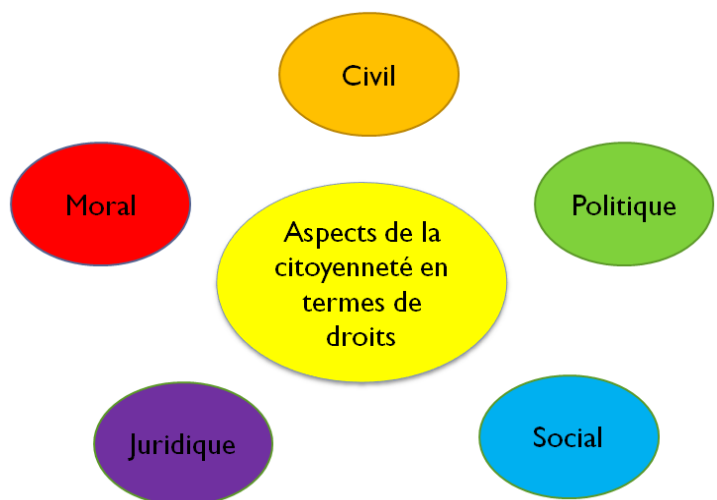 Civil
Moral
Politique
Aspects de la
citoyenneté en
termes de
droits
Juridique
Social